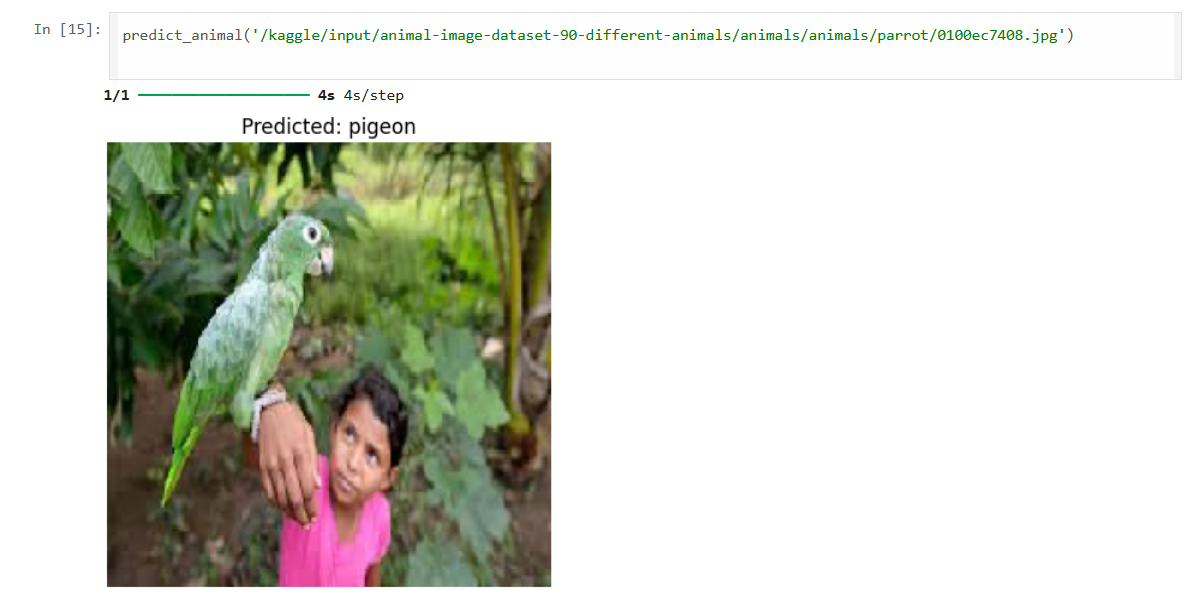 In [15]: predict_animal('/kaggle/input/animal-image-dataset-90-different-animals/animals/animals/parrot/0100ec7408.jpg')
1/1 ━━━━━━━━━━━━━━━━━━━━ 4s 4s/step
Predicted: pigeon